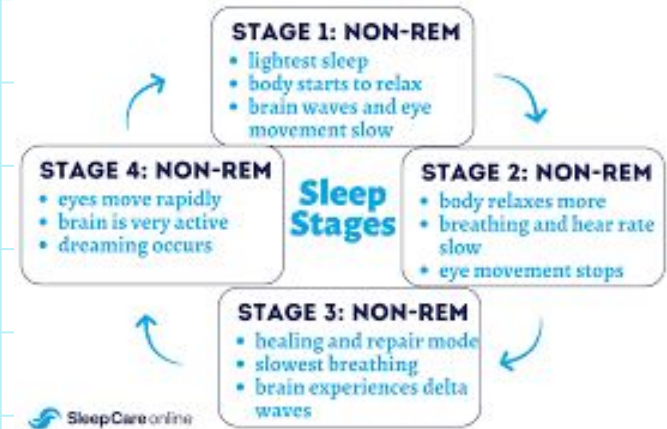 STAGE 1: NON-REM
• lightest sleep
• body starts to relax
• brain waves and eye
movement slow
STAGE 2: NON-REM
• body relaxes more
• breathing and hear rate
slow
• eye movement stops
STAGE 3: NON-REM
• healing and repair mode
• slowest breathing
• brain experiences delta
waves
STAGE 4: NON-REM
• eyes move rapidly
• brain is very active
• dreaming occurs
Sleep
Stages
SleepCare online